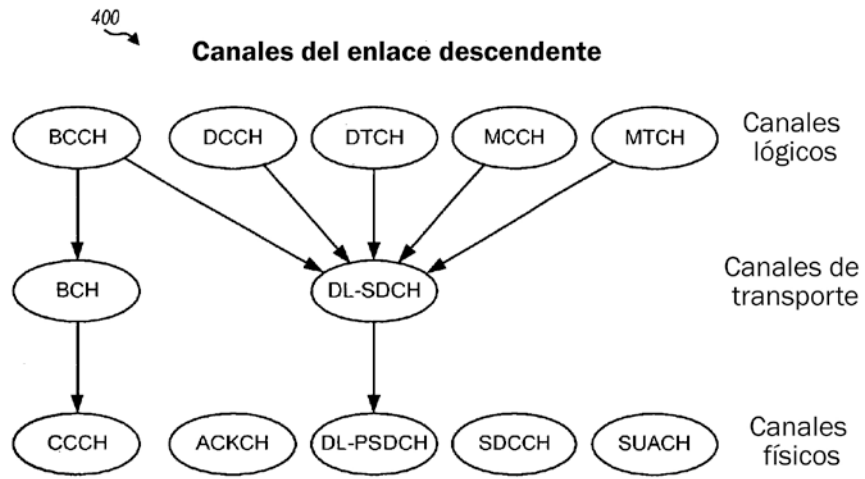 400
Canales del enlace descendente
BCCH DCCH DTCH MCCH MTCH Canales
lógicos
BCH DL-SDCH Canales de
transporte
CCCH ACKCH DL-PSDCH SDCCH SUACH Canales
físicos